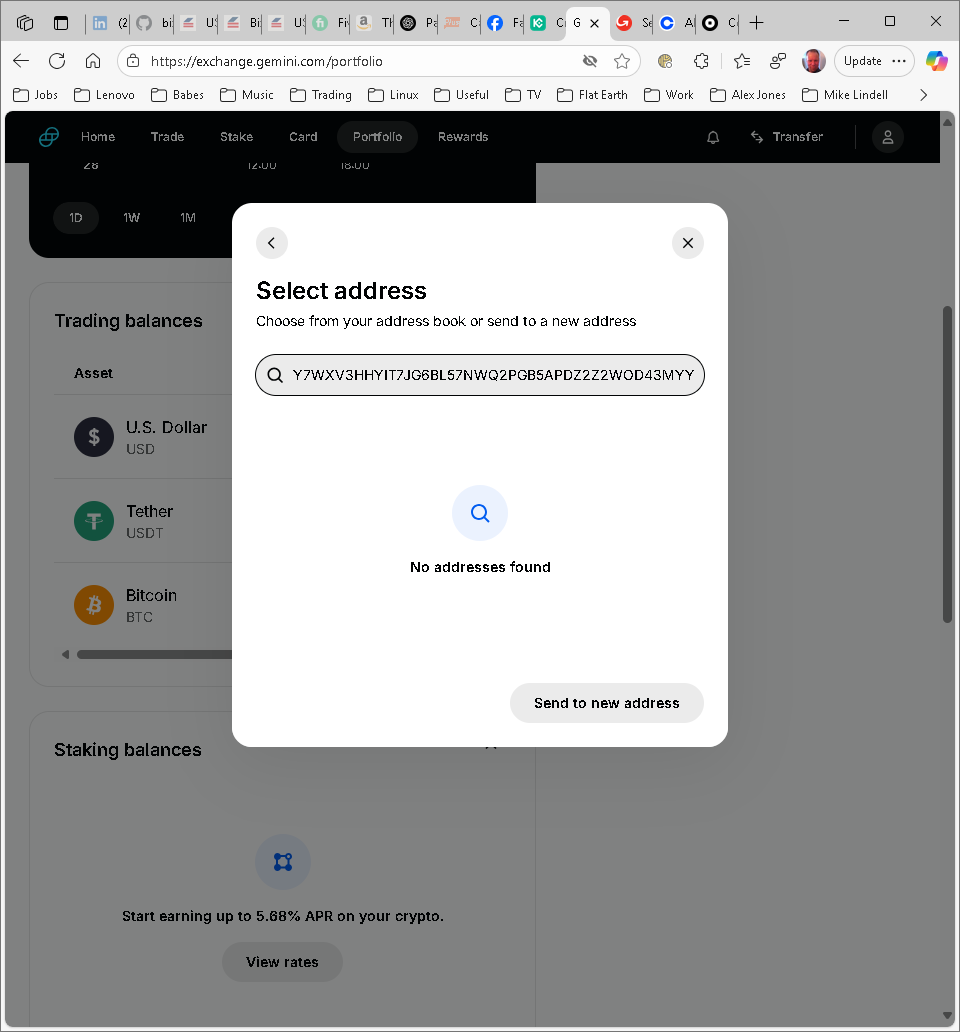 (2
bi
US
Bi
US
Fi
Th
Pa
C
Fa
C
G
Se
A
C
https://exchange.gemini.com/portfolio
Update
Jobs Lenovo Babes Music Trading Linux Useful TV Flat Earth Work Alex Jones Mike Lindell
Home Trade Stake Card Portfolio Rewards Transfer
28 12:00 18:00
1D 1W 1M
Select address
Choose from your address book or send to a new address
Y7WXV3HHYIT7JG6BL57NWQ2PGB5APDZ2Z2WOD43MYY
No addresses found
Send to new address
Trading balances
Asset
U.S. Dollar
USD
Tether
USDT
Bitcoin
BTC
Staking balances
Start earning up to 5.68% APR on your crypto.
View rates